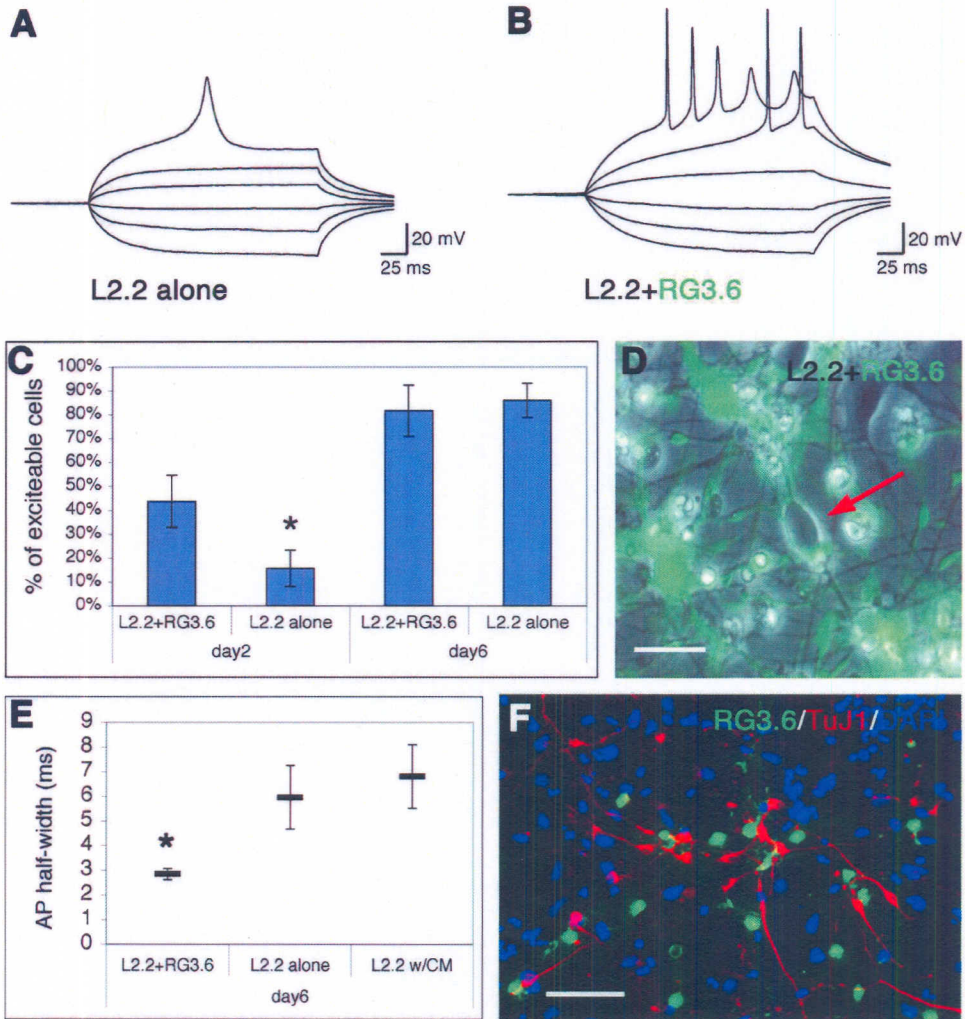 A
20 mV
25 ms
L2.2 alone
B
20 mV
25 ms
L2.2+RG3.6
C
% of exciteable cells
100%
90%
80%
70%
60%
50%
40%
30%
20%
10%
0%
*
L2.2+RG3.6 L2.2 alone L2.2+RG3.6 L2.2 alone
day2 day6
D
L2.2+RG3.6
E
AP half-width (ms)
9
8
7
6
5
4
3
2
1
0
*
L2.2+RG3.6 L2.2 alone L2.2 w/CM
day6
F
RG3.6/TuJ1/